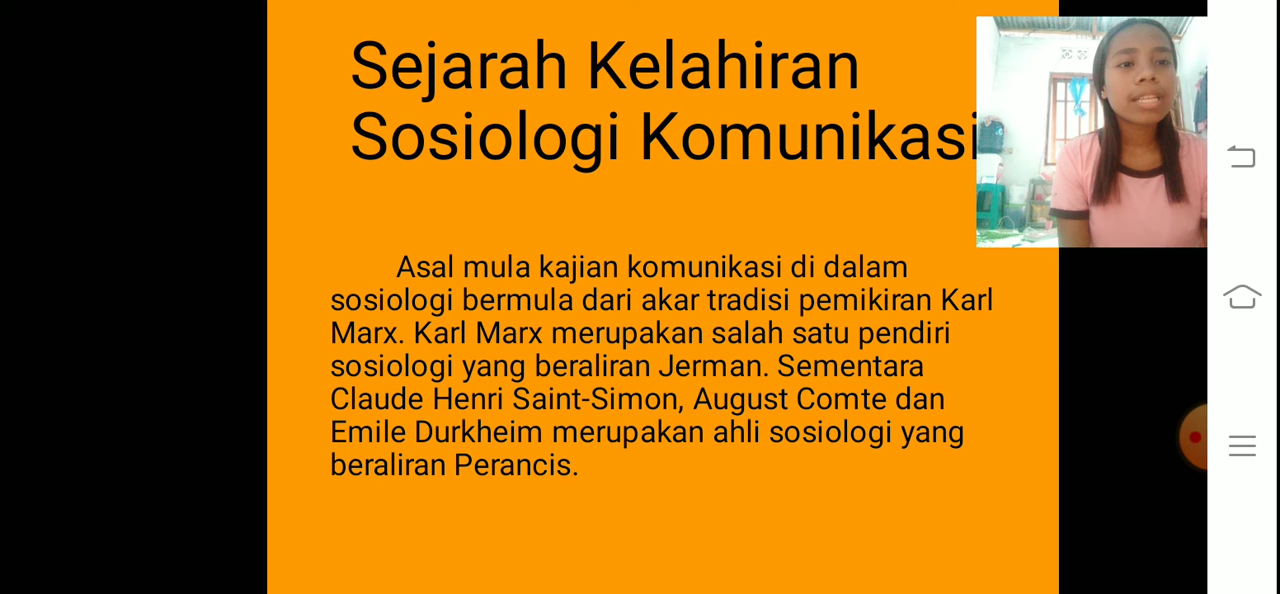 Sejarah Kelahiran
Sosiologi Komunikasi
Asal mula kajian komunikasi di dalam
sosiologi bermula dari akar tradisi pemikiran Karl
Marx. Karl Marx merupakan salah satu pendiri
sosiologi yang beraliran Jerman. Sementara
Claude Henri Saint-Simon, August Comte dan
Emile Durkheim merupakan ahli sosiologi yang
beraliran Perancis.